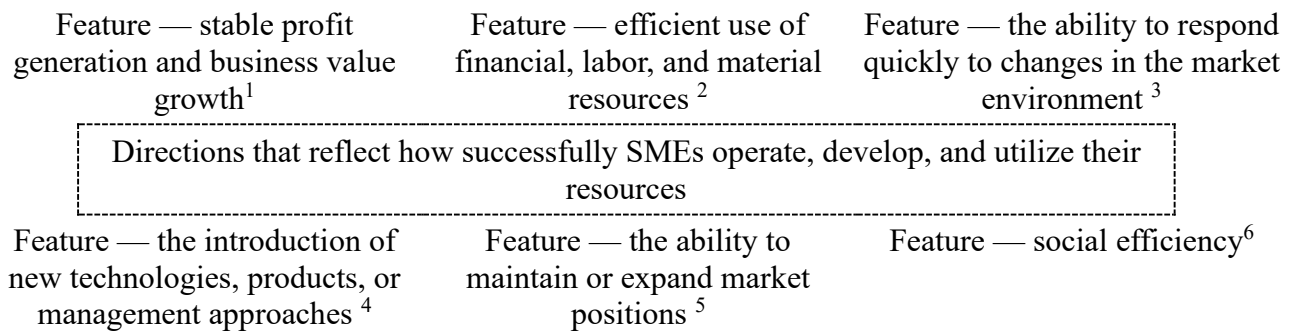 Feature — stable profit
generation and business value
growth¹
Feature — efficient use of
financial, labor, and material
resources ²
Feature — the ability to respond
quickly to changes in the market
environment ³
Directions that reflect how successfully SMEs operate, develop, and utilize their
resources
Feature — the introduction of
new technologies, products, or
management approaches ⁴
Feature — the ability to
maintain or expand market
positions ⁵
Feature — social efficiency⁶